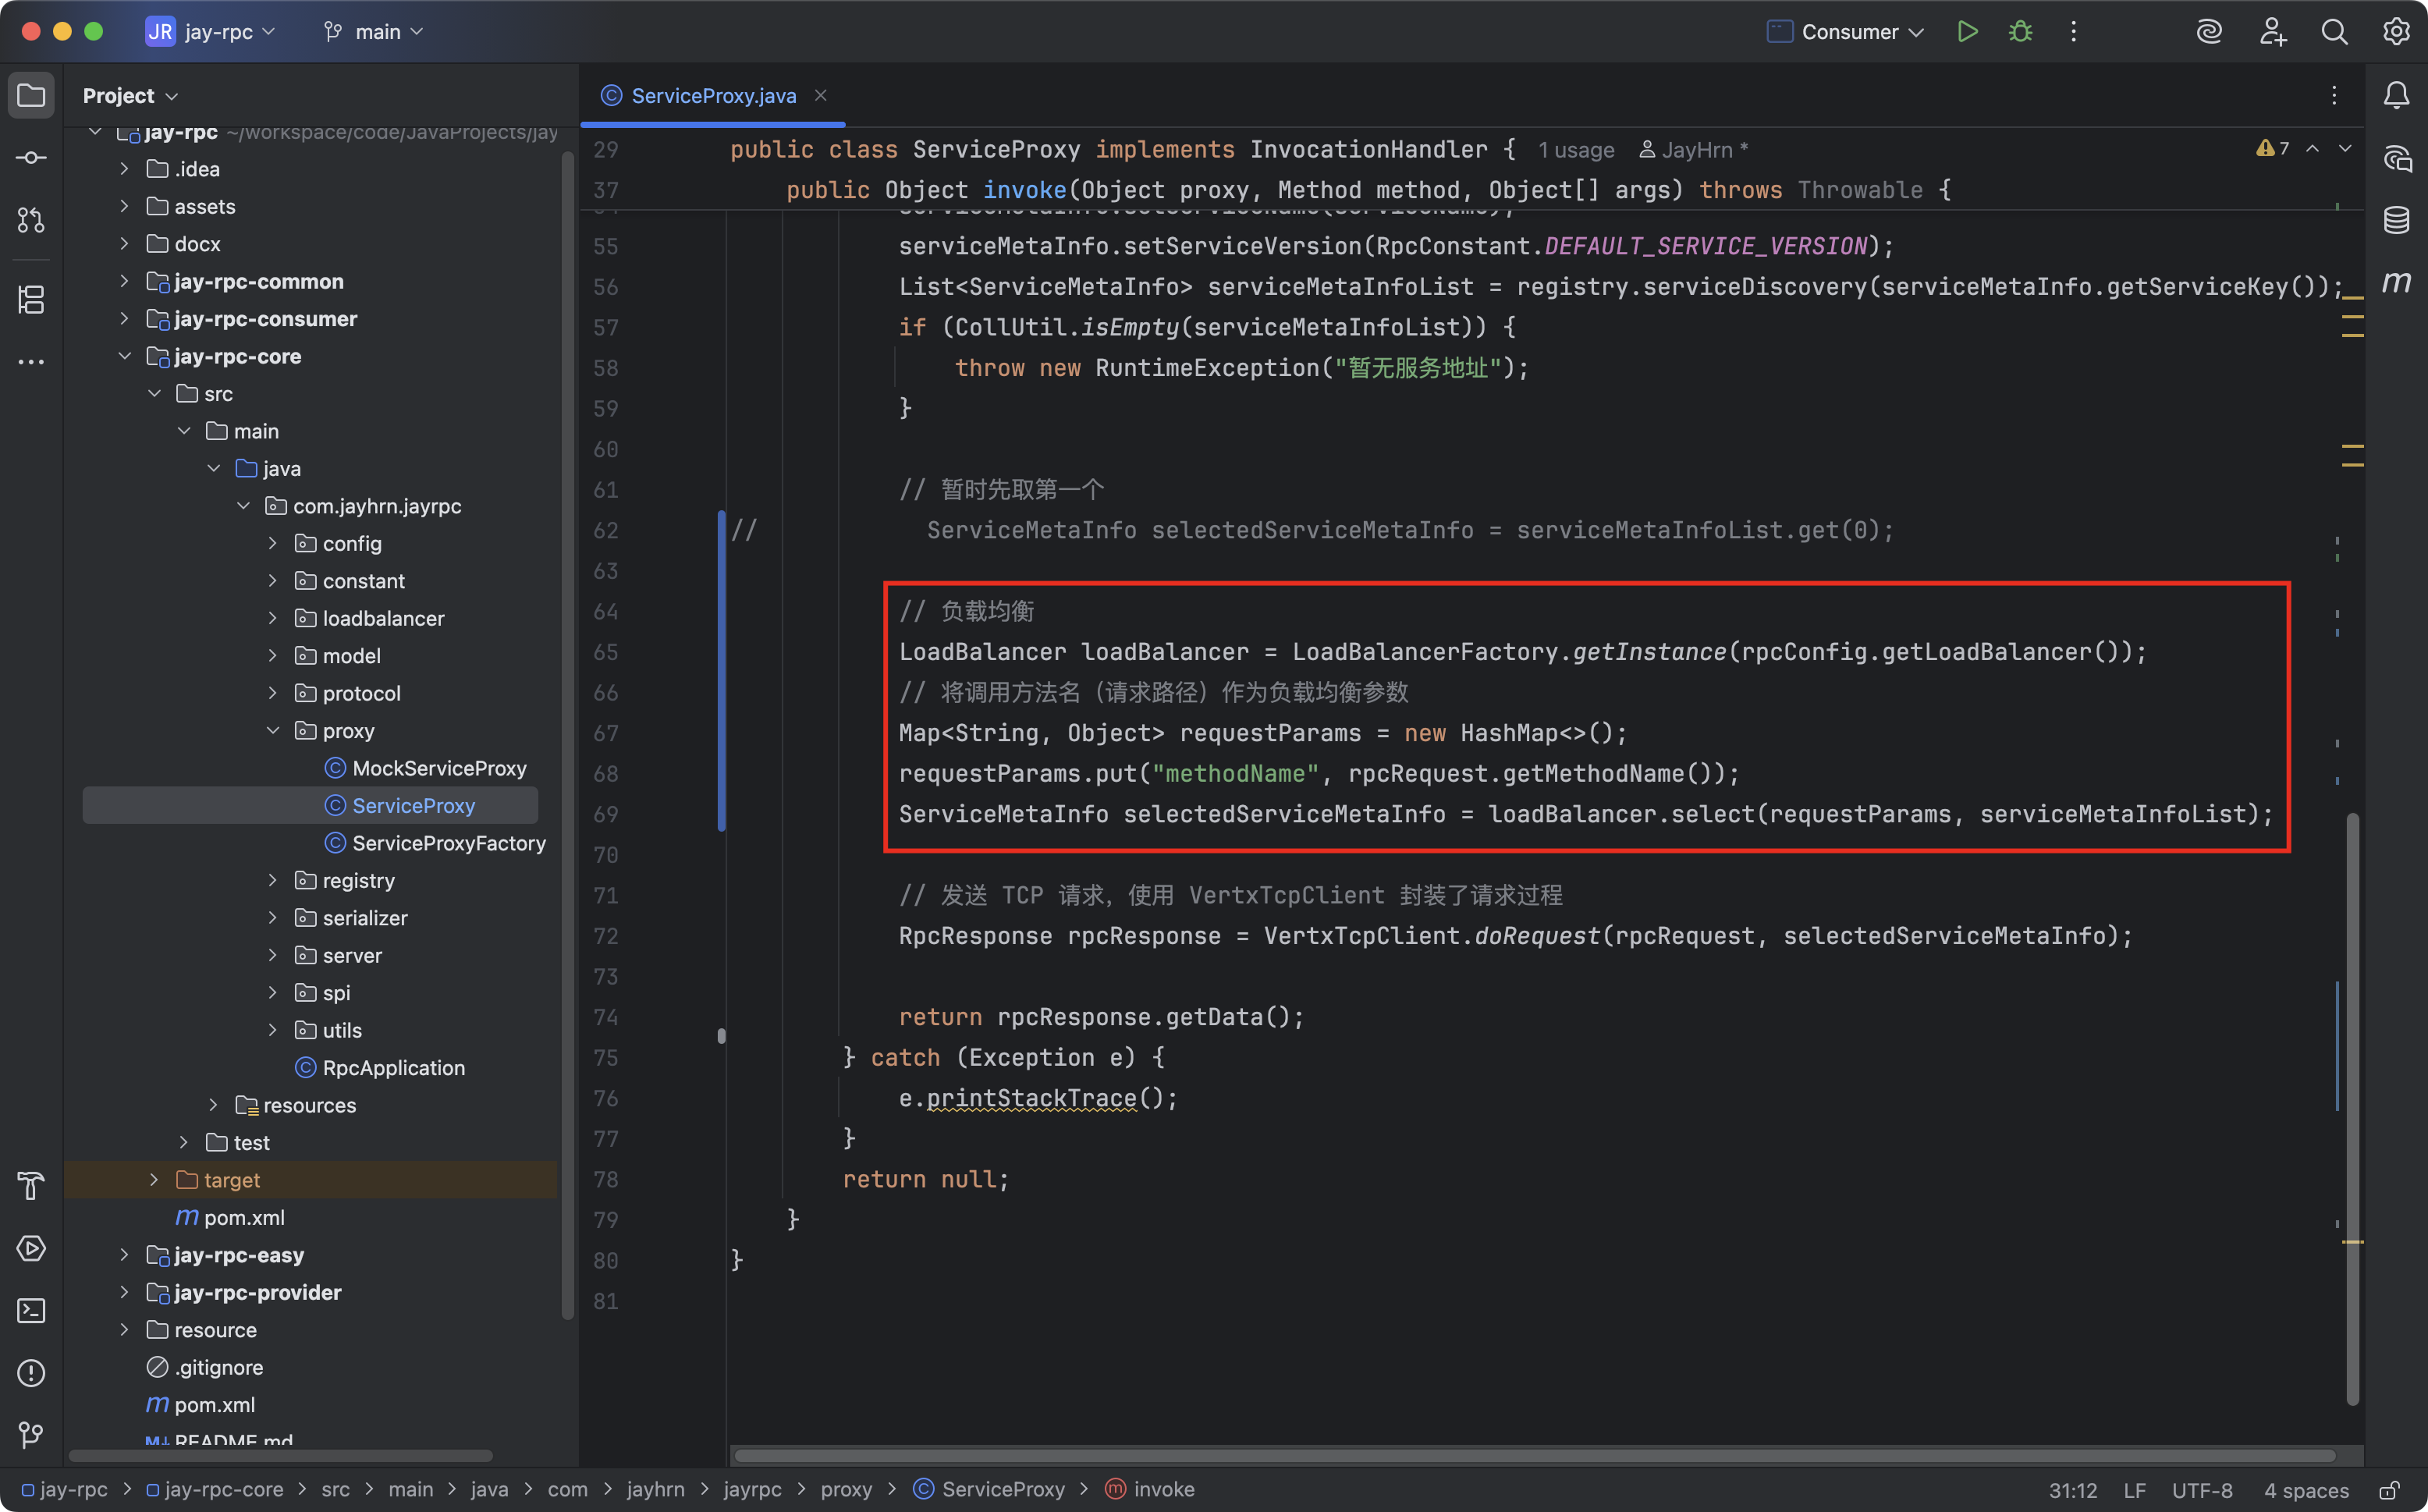 JR jay-rpc main Consumer
Project
ServiceProxy.java
jay-rpc ~/workspace/code/JavaProjects/jay
.idea
assets
docx
jay-rpc-common
jay-rpc-consumer
jay-rpc-core
src
main
java
com.jayhrn.jayrpc
config
constant
loadbalancer
model
protocol
proxy
MockServiceProxy
ServiceProxy
ServiceProxyFactory
registry
serializer
server
spi
utils
RpcApplication
resources
test
target
pom.xml
jay-rpc-easy
jay-rpc-provider
resource
.gitignore
pom.xml
README.md
29 public class ServiceProxy implements InvocationHandler { 1 usage JayHrn * 7
37 public Object invoke(Object proxy, Method method, Object[] args) throws Throwable {
55 serviceMetaInfo.setServiceVersion(RpcConstant.DEFAULT_SERVICE_VERSION);
56 List<ServiceMetaInfo> serviceMetaInfoList = registry.serviceDiscovery(serviceMetaInfo.getServiceKey());
57 if (CollUtil.isEmpty(serviceMetaInfoList)) {
58 throw new RuntimeException("暂无服务地址");
59 }
60
61 // 暂时先取第一个
62 // ServiceMetaInfo selectedServiceMetaInfo = serviceMetaInfoList.get(0);
63
64 // 负载均衡
65 LoadBalancer loadBalancer = LoadBalancerFactory.getInstance(rpcConfig.getLoadBalancer());
66 // 将调用方法名（请求路径）作为负载均衡参数
67 Map<String, Object> requestParams = new HashMap<>();
68 requestParams.put("methodName", rpcRequest.getMethodName());
69 ServiceMetaInfo selectedServiceMetaInfo = loadBalancer.select(requestParams, serviceMetaInfoList);
70
71 // 发送 TCP 请求，使用 VertxTcpClient 封装了请求过程
72 RpcResponse rpcResponse = VertxTcpClient.doRequest(rpcRequest, selectedServiceMetaInfo);
73
74 return rpcResponse.getData();
75 } catch (Exception e) {
76 e.printStackTrace();
77 }
78 return null;
79 }
80 }
81
jay-rpc > jay-rpc-core > src > main > java > com > jayhrn > jayrpc > proxy > ServiceProxy > invoke 31:12 LF UTF-8 4 spaces